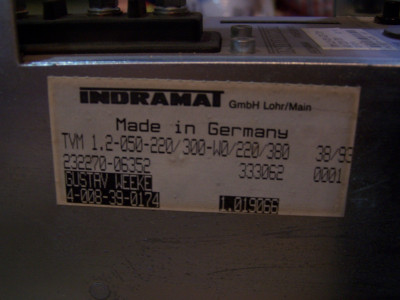 INDRAMAT GmbH Lohr/Main
Made in Germany
TVM 1.2-050-220/300-W0/220/380 38/93
232270-06352 333062 0001
GUSTAV WEEKE
4-008-39-0174 1.019066